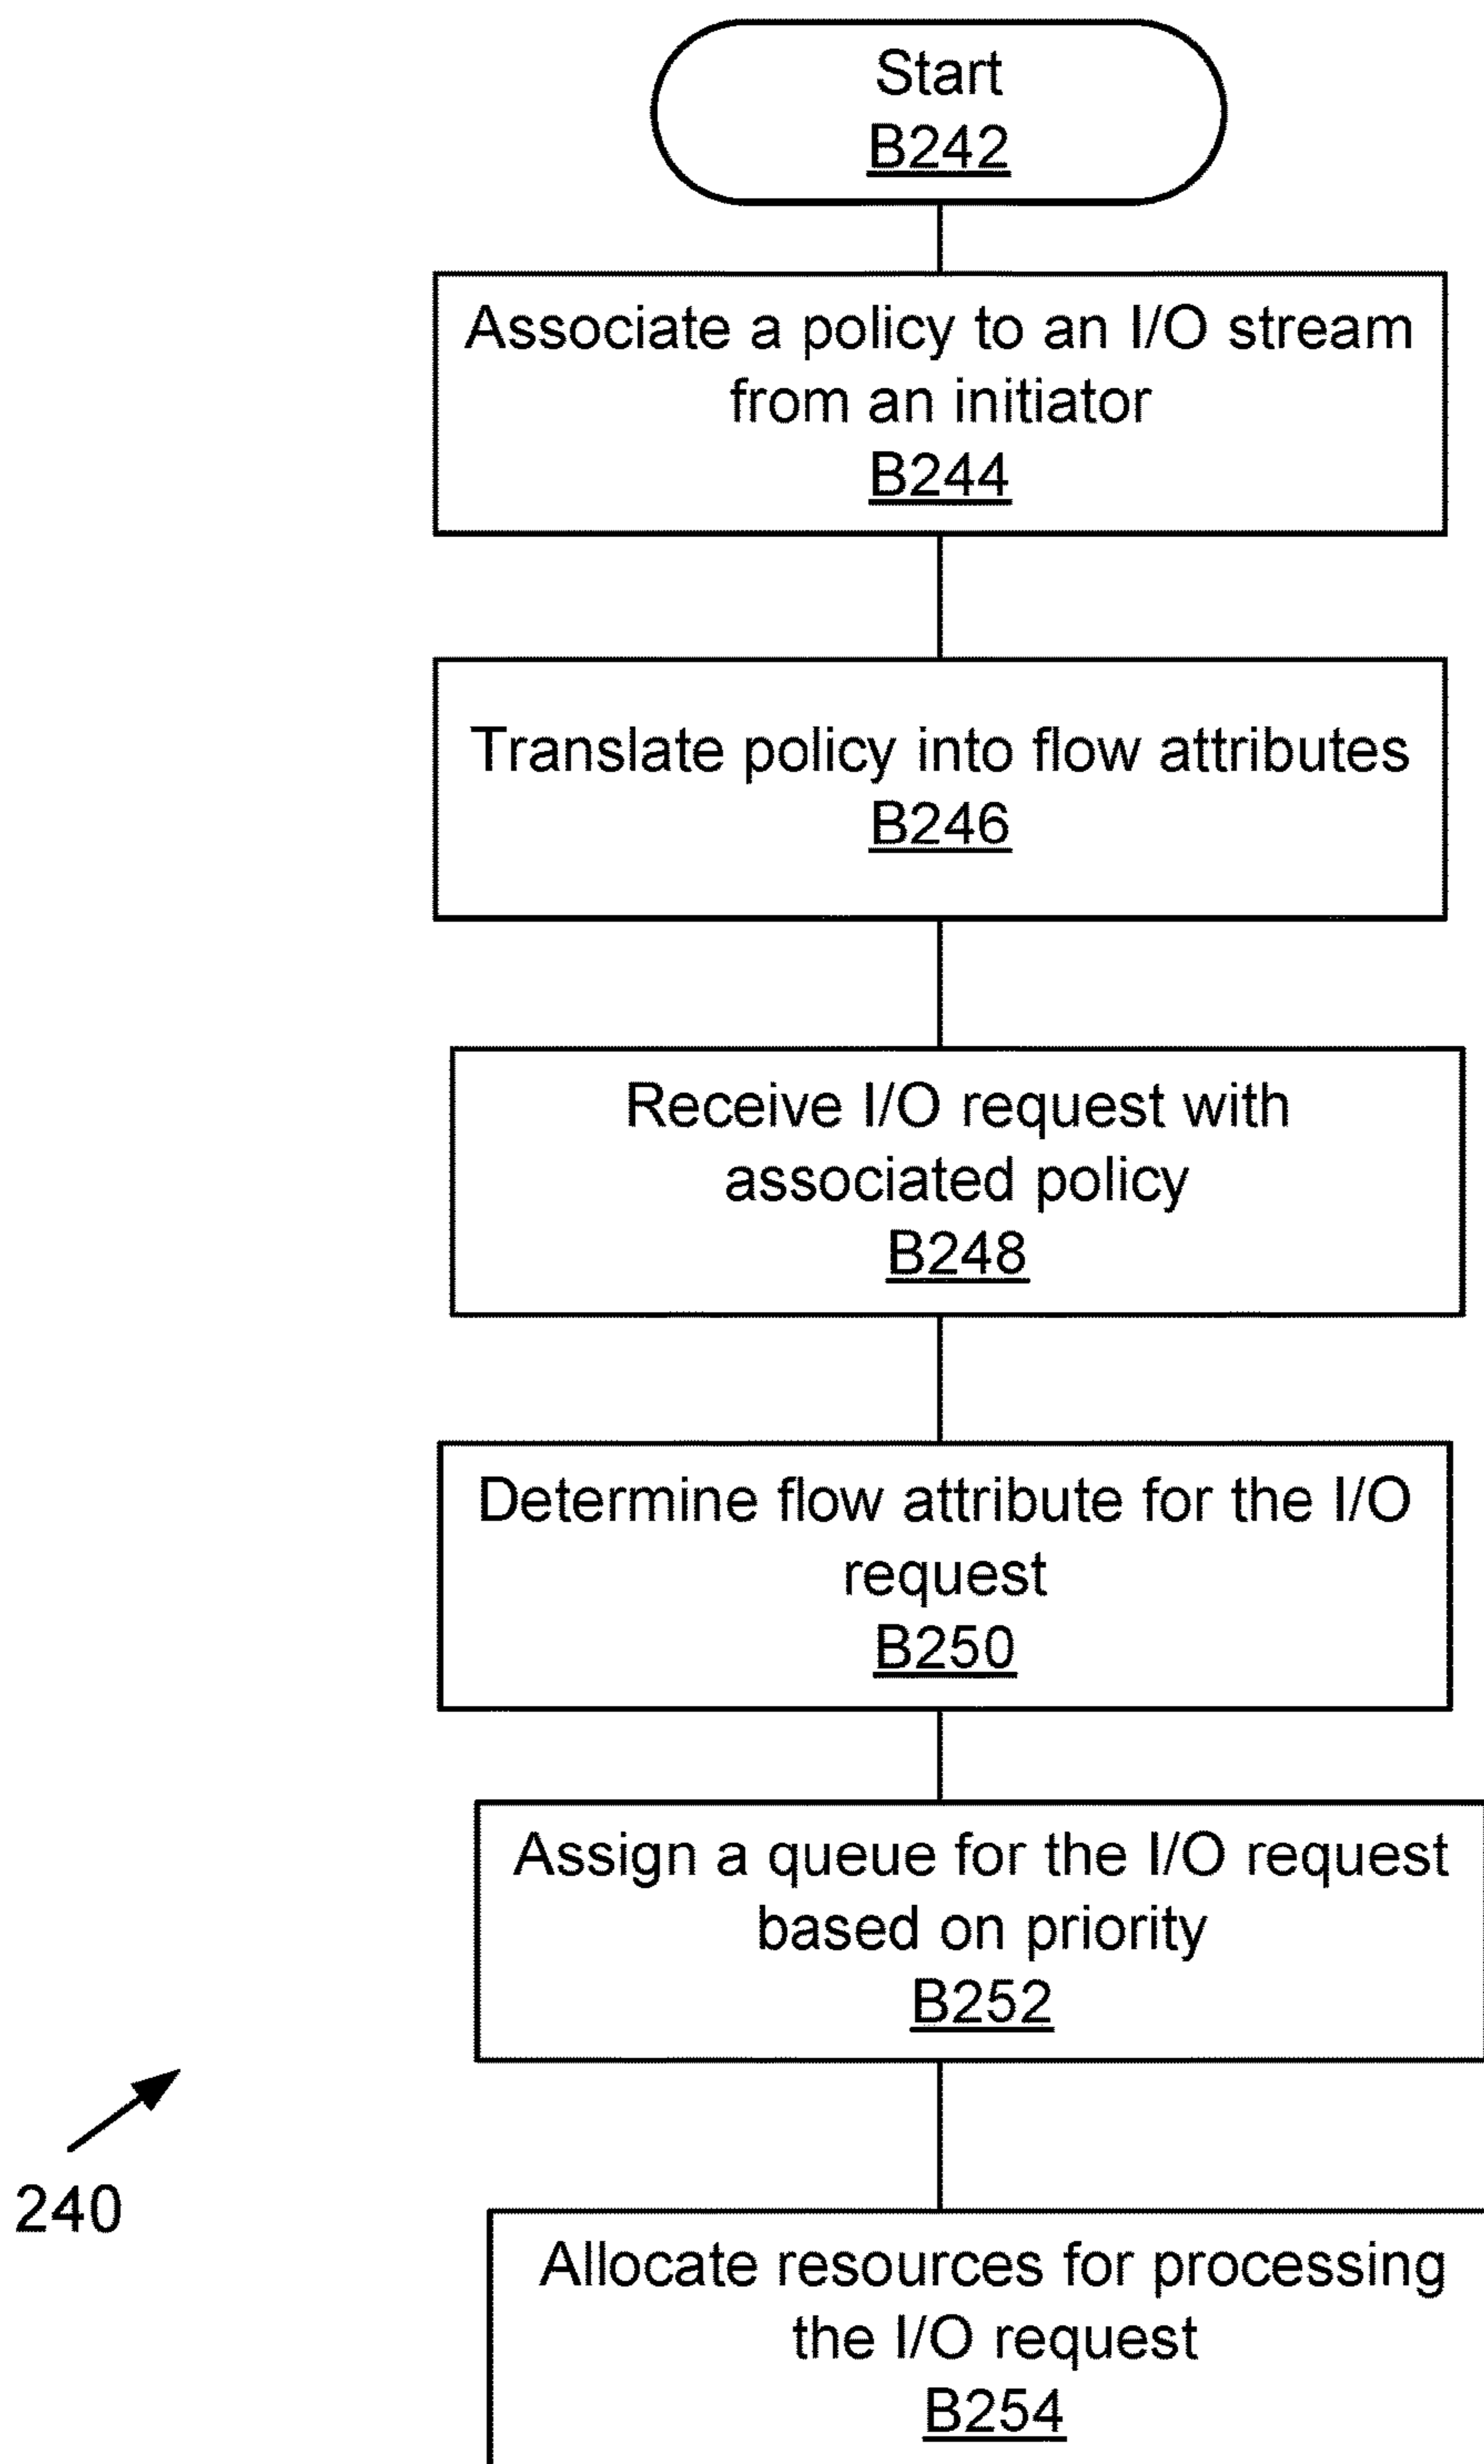 Start
B242
Associate a policy to an I/O stream
from an initiator
B244
Translate policy into flow attributes
B246
Receive I/O request with
associated policy
B248
Determine flow attribute for the I/O
request
B250
Assign a queue for the I/O request
based on priority
B252
240
Allocate resources for processing
the I/O request
B254